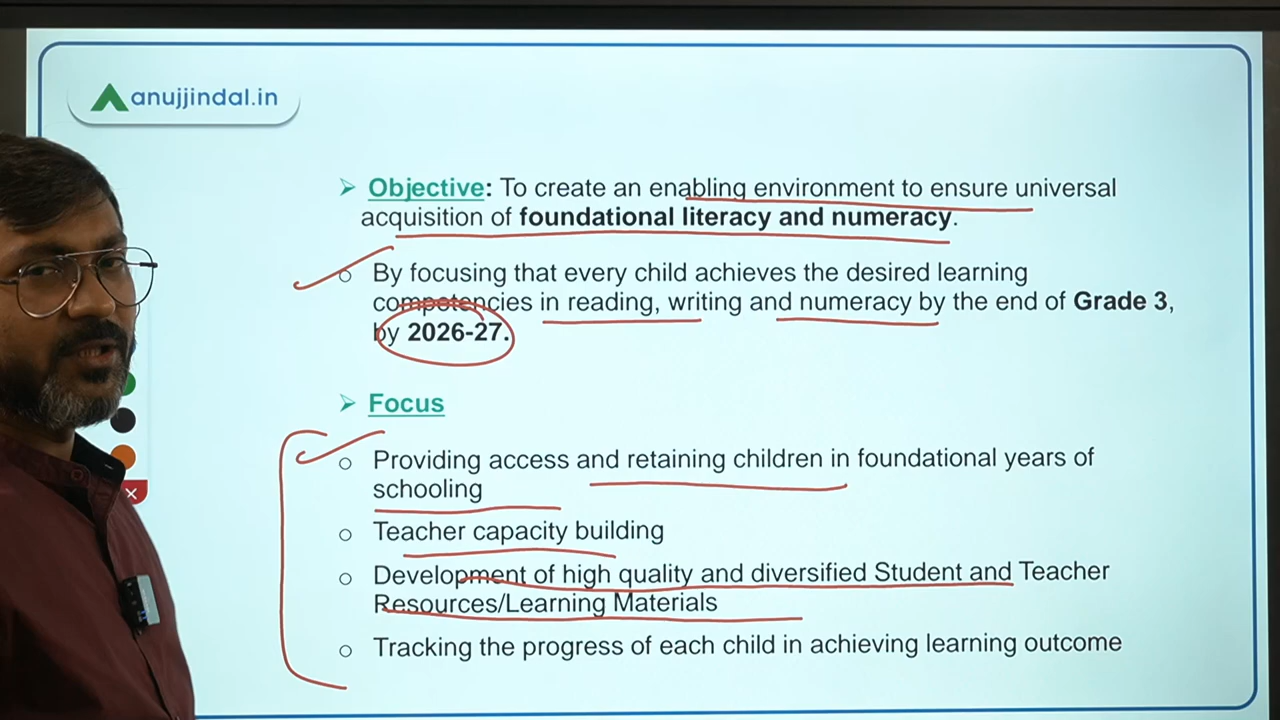 anujjindal.in
➢ Objective: To create an enabling environment to ensure universal
acquisition of foundational literacy and numeracy.
○ By focusing that every child achieves the desired learning
competencies in reading, writing and numeracy by the end of Grade 3,
by 2026-27.
➢ Focus
○ Providing access and retaining children in foundational years of
schooling
○ Teacher capacity building
○ Development of high quality and diversified Student and Teacher
Resources/Learning Materials
○ Tracking the progress of each child in achieving learning outcome